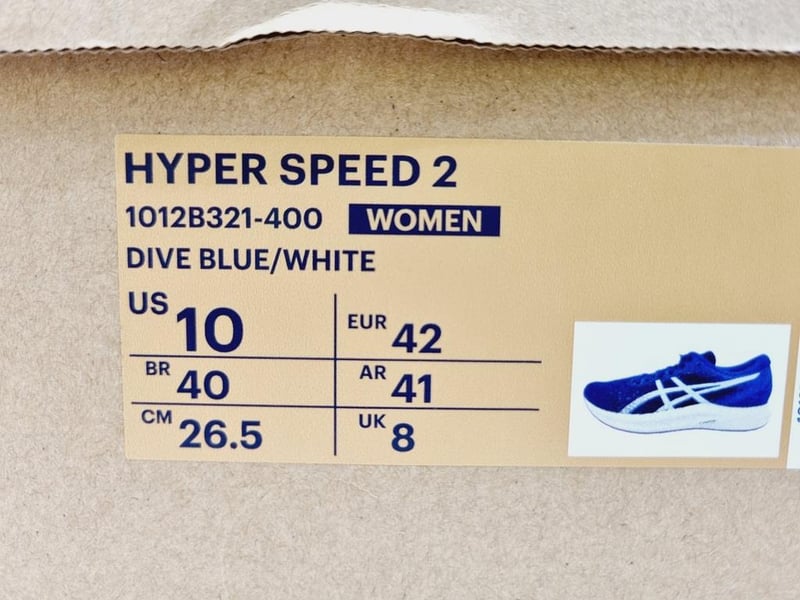 HYPER SPEED 2
1012B321-400 WOMEN
DIVE BLUE/WHITE
US 10 EUR 42
BR 40 AR 41
CM 26.5 UK 8